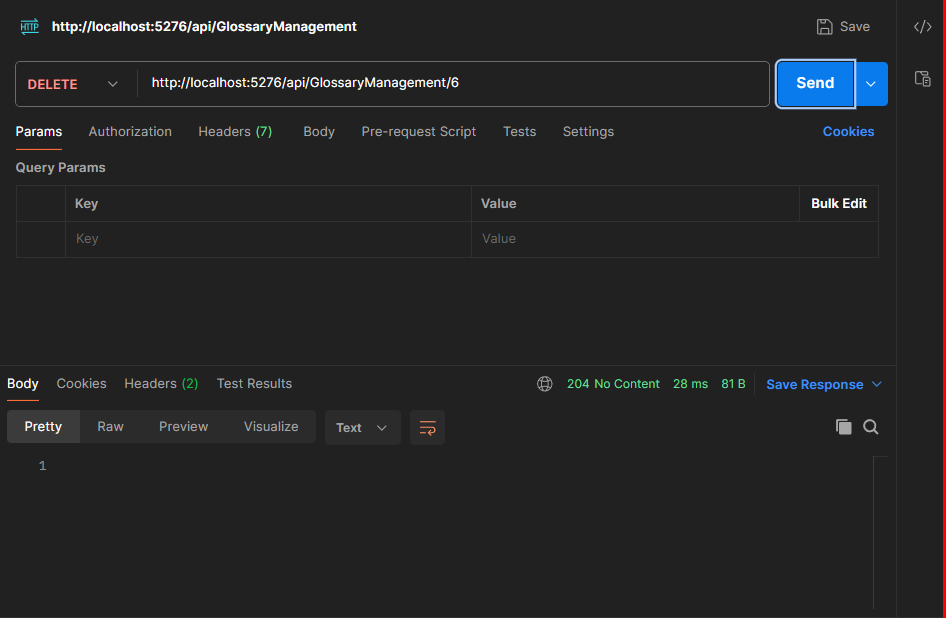 HTTP http://localhost:5276/api/GlossaryManagement Save </>
DELETE http://localhost:5276/api/GlossaryManagement/6 Send
Params Authorization Headers (7) Body Pre-request Script Tests Settings Cookies
Query Params
Key Value Bulk Edit
Key Value
Body Cookies Headers (2) Test Results 204 No Content 28 ms 81 B Save Response
Pretty Raw Preview Visualize Text
1